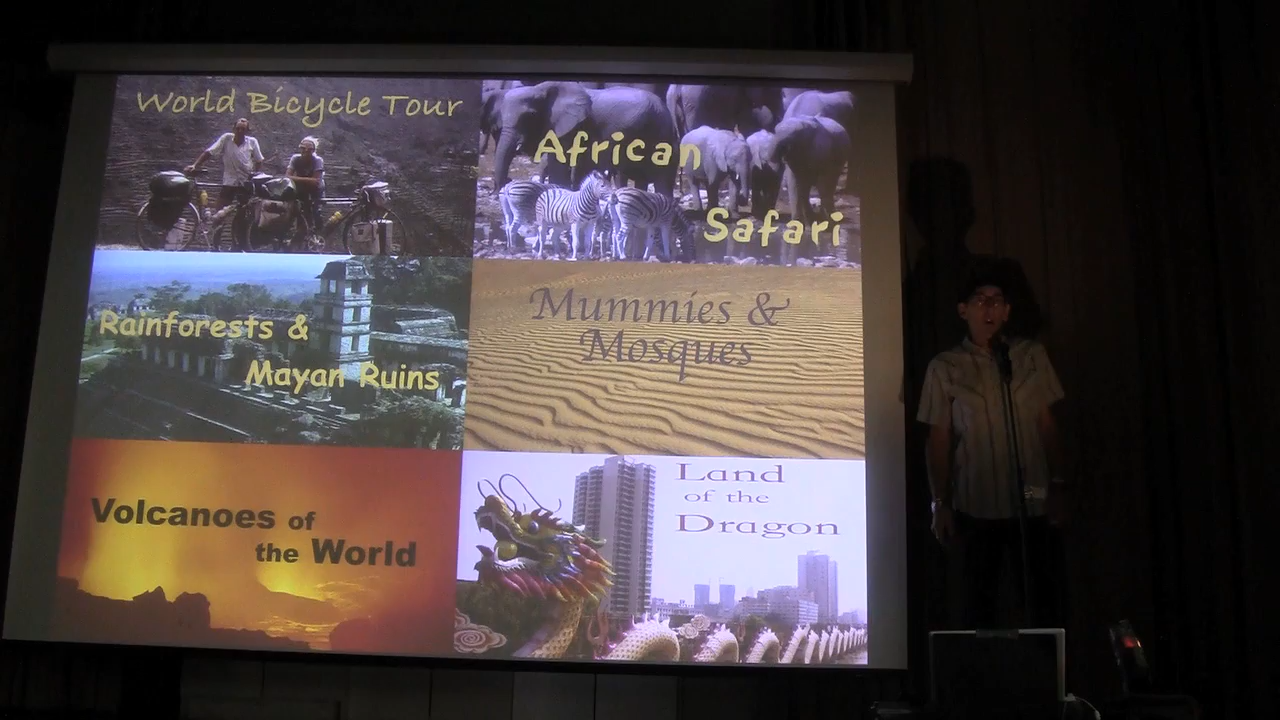 World Bicycle Tour
African
Safari
Rainforests &
Mayan Ruins
Mummies &
Mosques
Volcanoes of
the World
Land
of the
Dragon